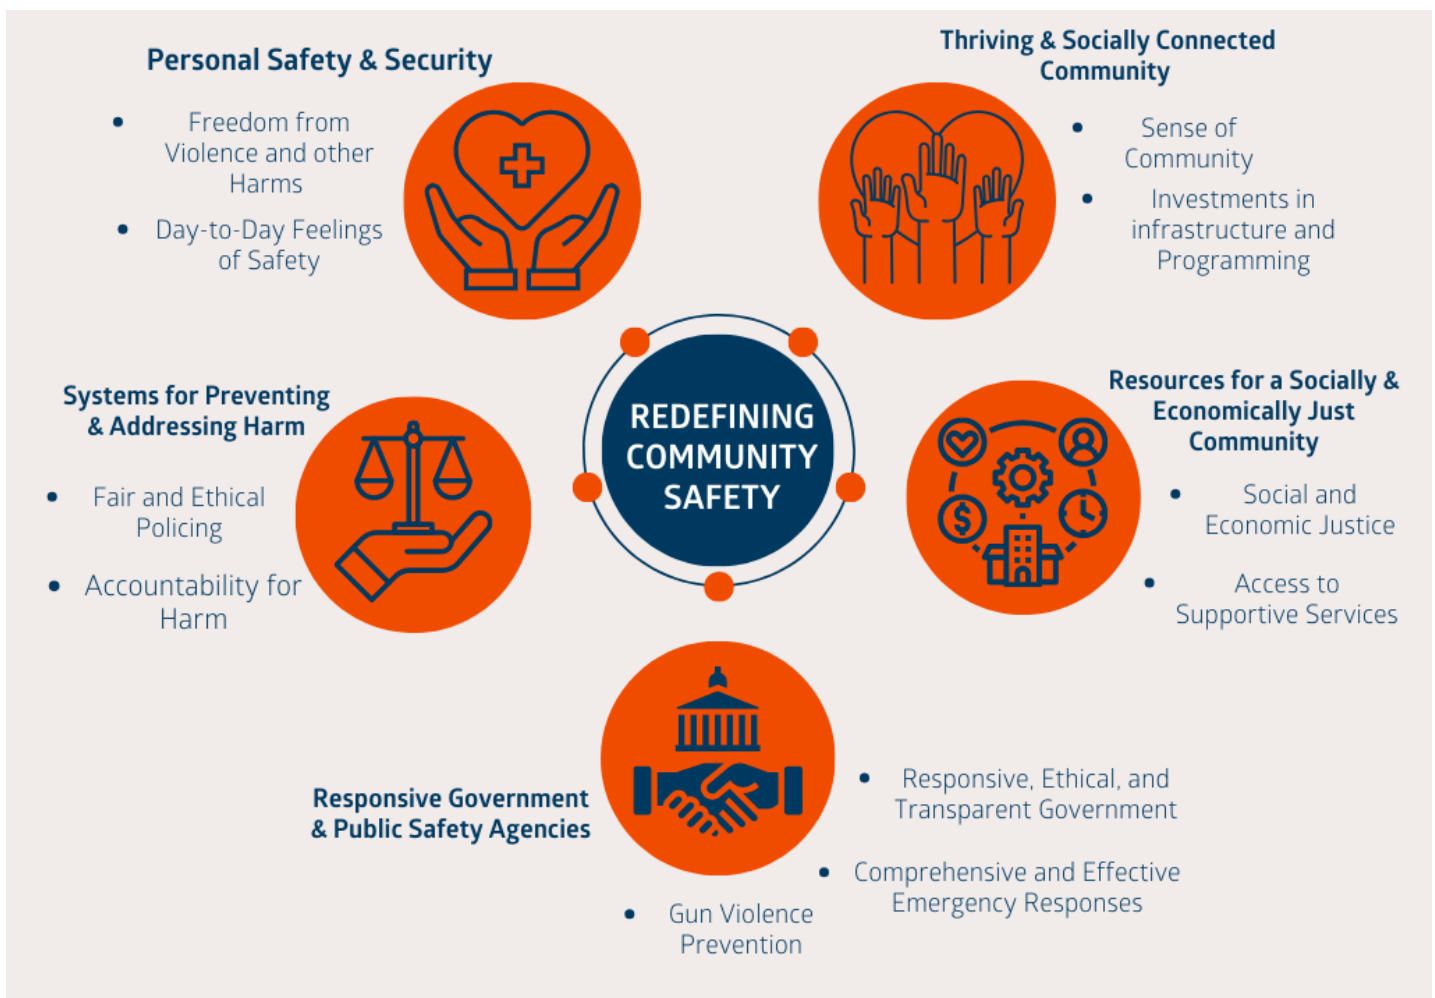 Personal Safety & Security
• Freedom from
Violence and other
Harms
• Day-to-Day Feelings
of Safety
Thriving & Socially Connected
Community
• Sense of
Community
• Investments in
infrastructure and
Programming
Systems for Preventing
& Addressing Harm
• Fair and Ethical
Policing
• Accountability for
Harm
REDEFINING
COMMUNITY
SAFETY
Resources for a Socially &
Economically Just
Community
• Social and
Economic Justice
• Access to
Supportive Services
$
Responsive Government
& Public Safety Agencies
• Responsive, Ethical, and
Transparent Government
• Comprehensive and Effective
Emergency Responses
• Gun Violence
Prevention